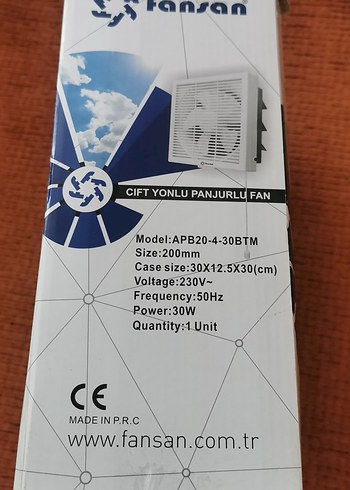 fansan
CIFT YONLU PANJURLU FAN
Model:APB20-4-30BTM
Size:200mm
Case size:30X12.5X30(cm)
Voltage:230V~
Frequency:50Hz
Power:30W
Quantity:1 Unit
CE
MADE IN P.R.C
www.fansan.com.tr